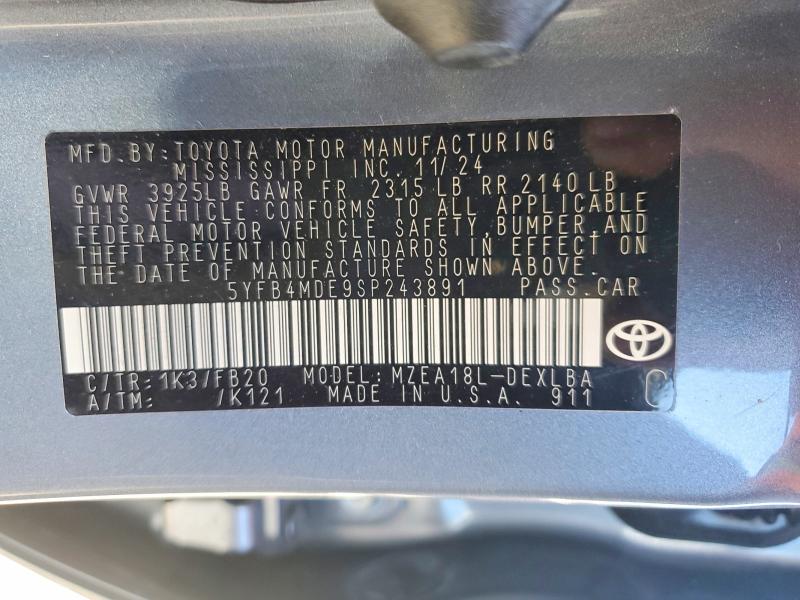 MFD. BY: TOYOTA MOTOR MANUFACTURING
MISSISSIPPI INC. 11/24
GVWR 3925LB GAWR FR 2315 LB RR 2140 LB
THIS VEHICLE CONFORMS TO ALL APPLICABLE
FEDERAL MOTOR VEHICLE SAFETY, BUMPER, AND
THEFT PREVENTION STANDARDS IN EFFECT ON
THE DATE OF MANUFACTURE SHOWN ABOVE.
5YFB4MDE9SP243891 PASS. CAR
C/TR: 1K3/FB20 MODEL: MZEA18L-DEXLBA
A/TM: /K121 MADE IN U.S.A. 911